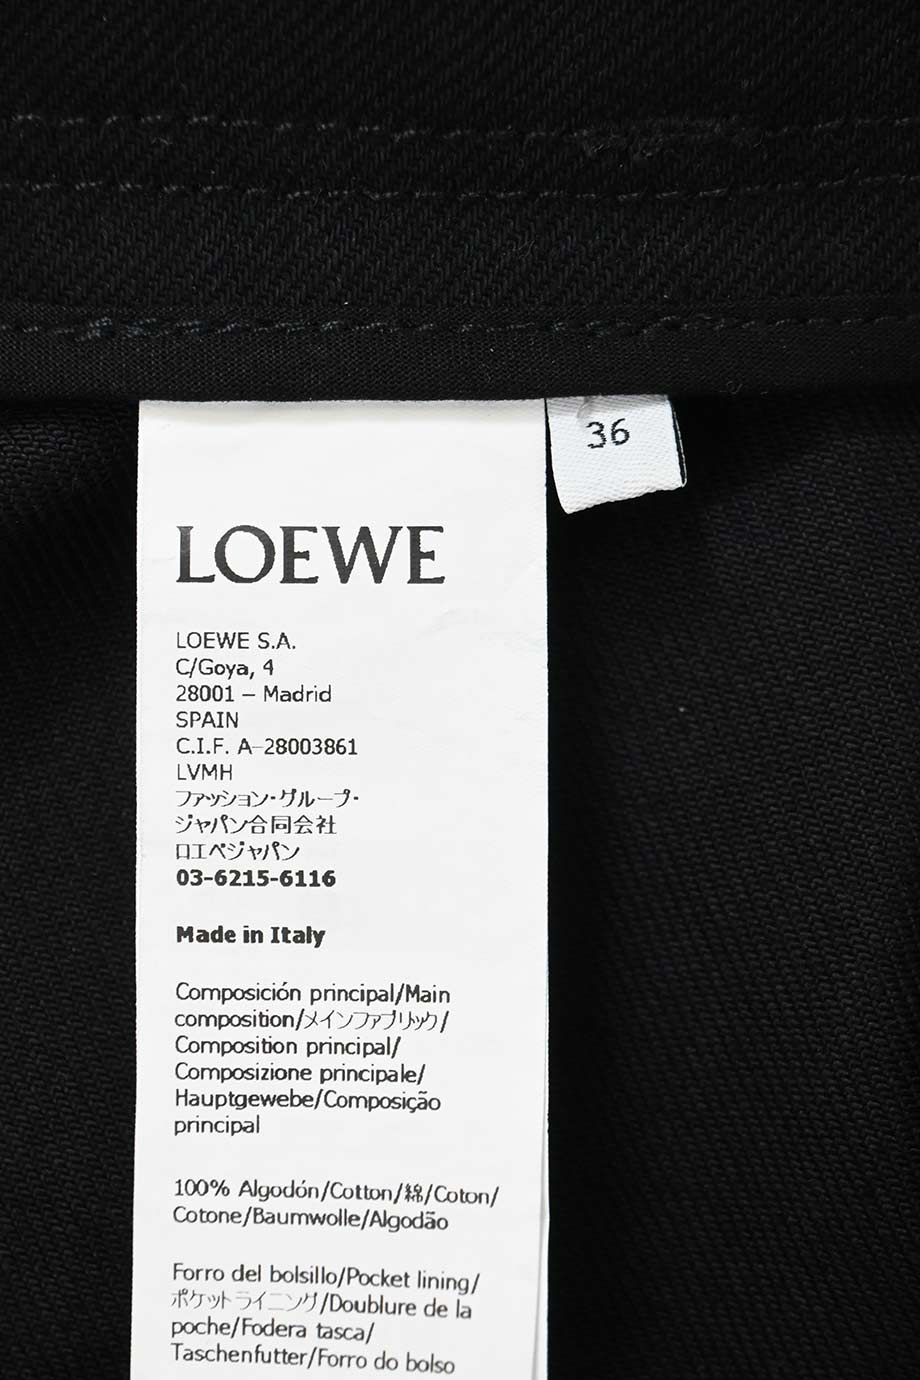 36
LOEWE
LOEWE S.A.
C/Goya, 4
28001 – Madrid
SPAIN
C.I.F. A-28003861
LVMH
ファッション・グループ・
ジャパン合同会社
ロエベジャパン
03-6215-6116
Made in Italy
Composición principal/Main
composition/メインファブリック/
Composition principal/
Composizione principale/
Hauptgewebe/Composição
principal
100% Algodón/Cotton/綿/Coton/
Cotone/Baumwolle/Algodão
Forro del bolsillo/Pocket lining/
ポケットライニング/Doublure de la
poche/Fodera tasca/
Taschenfutter/Forro do bolso